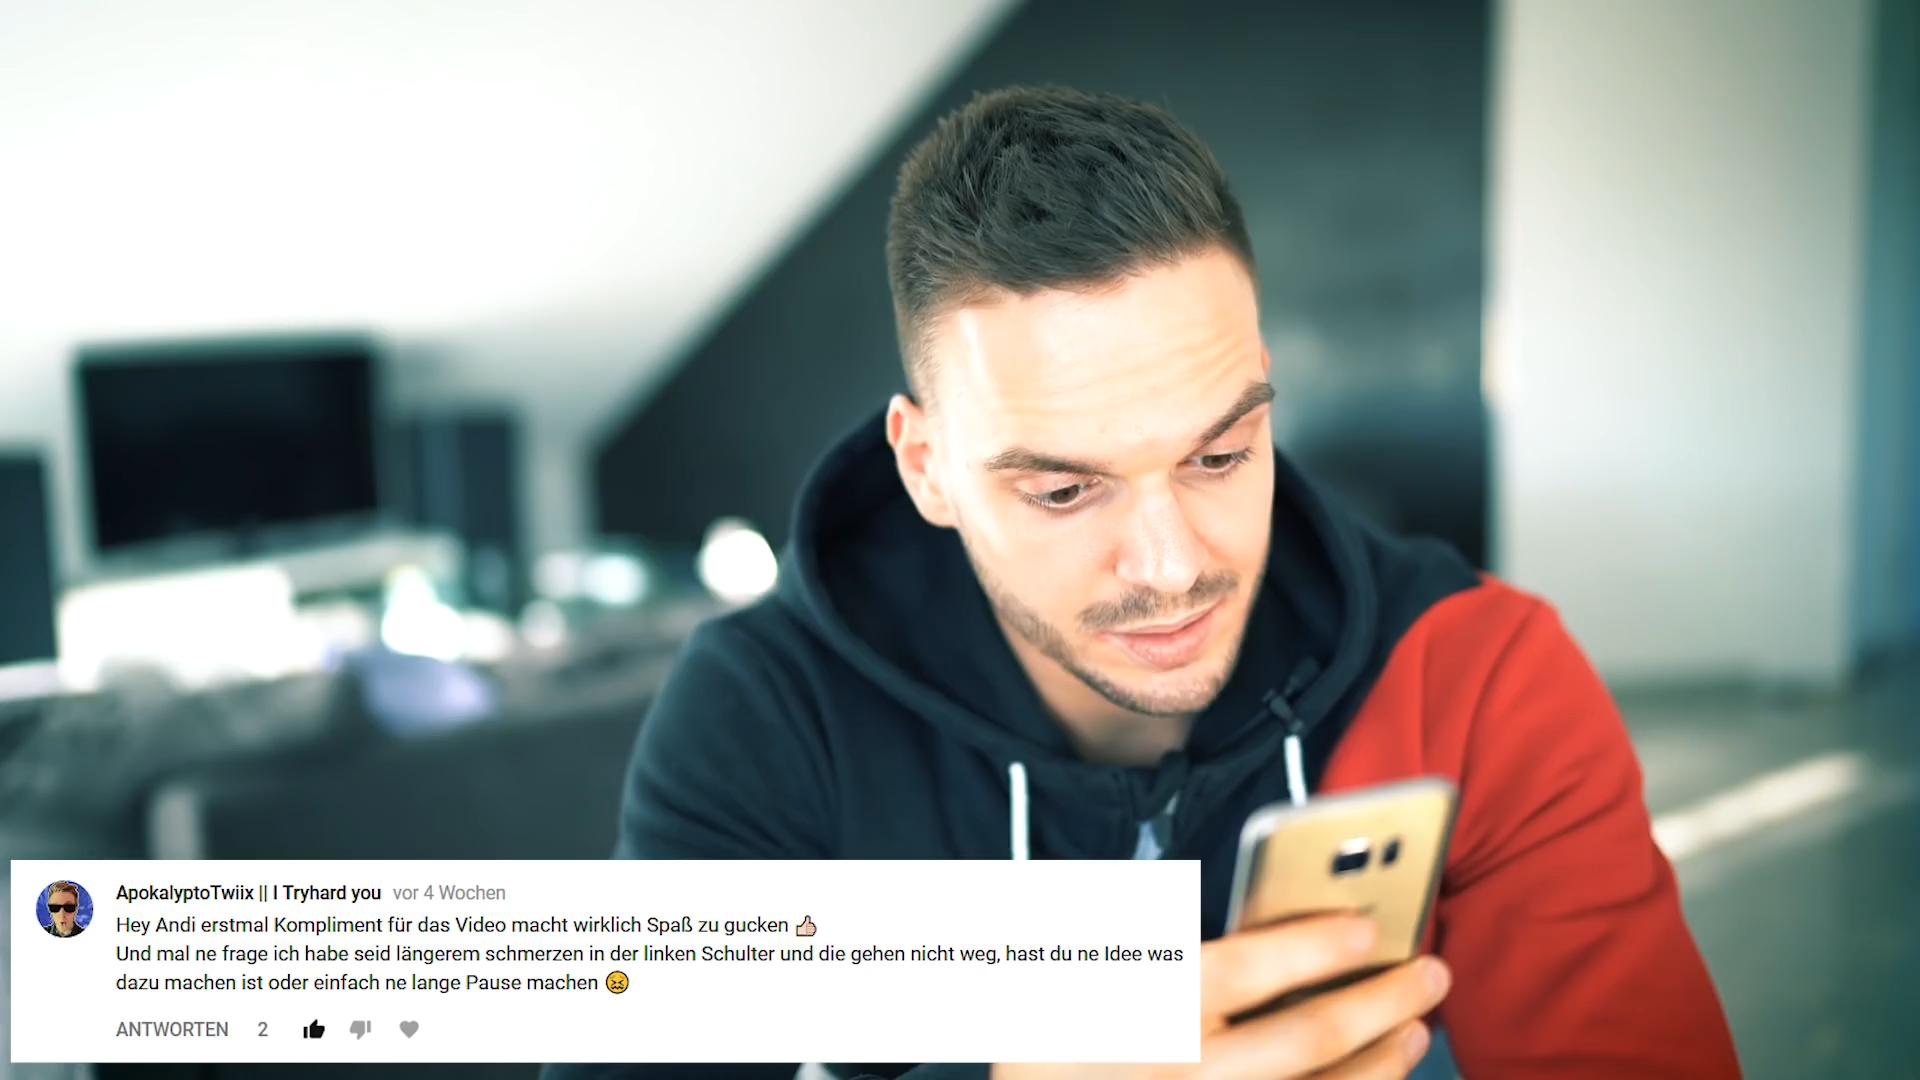 ApokalyptoTwiix || I Tryhard you vor 4 Wochen
Hey Andi erstmal Kompliment für das Video macht wirklich Spaß zu gucken 👍
Und mal ne frage ich habe seid längerem schmerzen in der linken Schulter und die gehen nicht weg, hast du ne Idee was
dazu machen ist oder einfach ne lange Pause machen 😖
ANTWORTEN 2